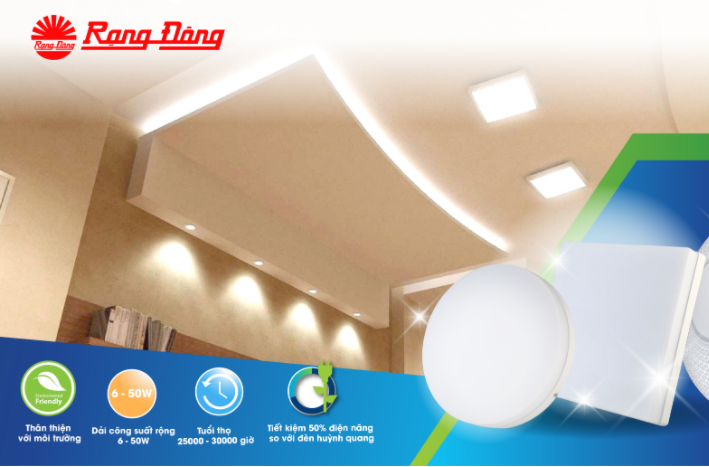 Rạng Đông
Rạng Đông
Environmental
Friendly
6 - 50W
Thân thiện
với môi trường
Dải công suất rộng
6 - 50W
Tuổi thọ
25000 - 30000 giờ
Tiết kiệm 50% điện năng
so với đèn huỳnh quang